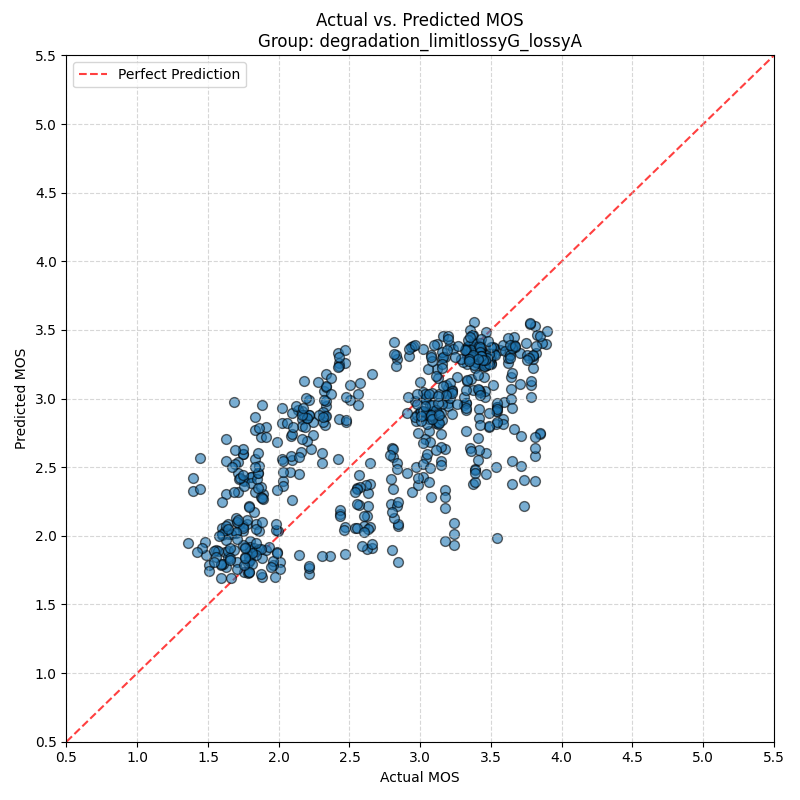 Actual vs. Predicted MOS
Group: degradation_limitlossyG_lossyA
Perfect Prediction
5.5
5.0
4.5
4.0
3.5
3.0
2.5
2.0
1.5
1.0
0.5
Predicted MOS
0.5 1.0 1.5 2.0 2.5 3.0 3.5 4.0 4.5 5.0 5.5
Actual MOS